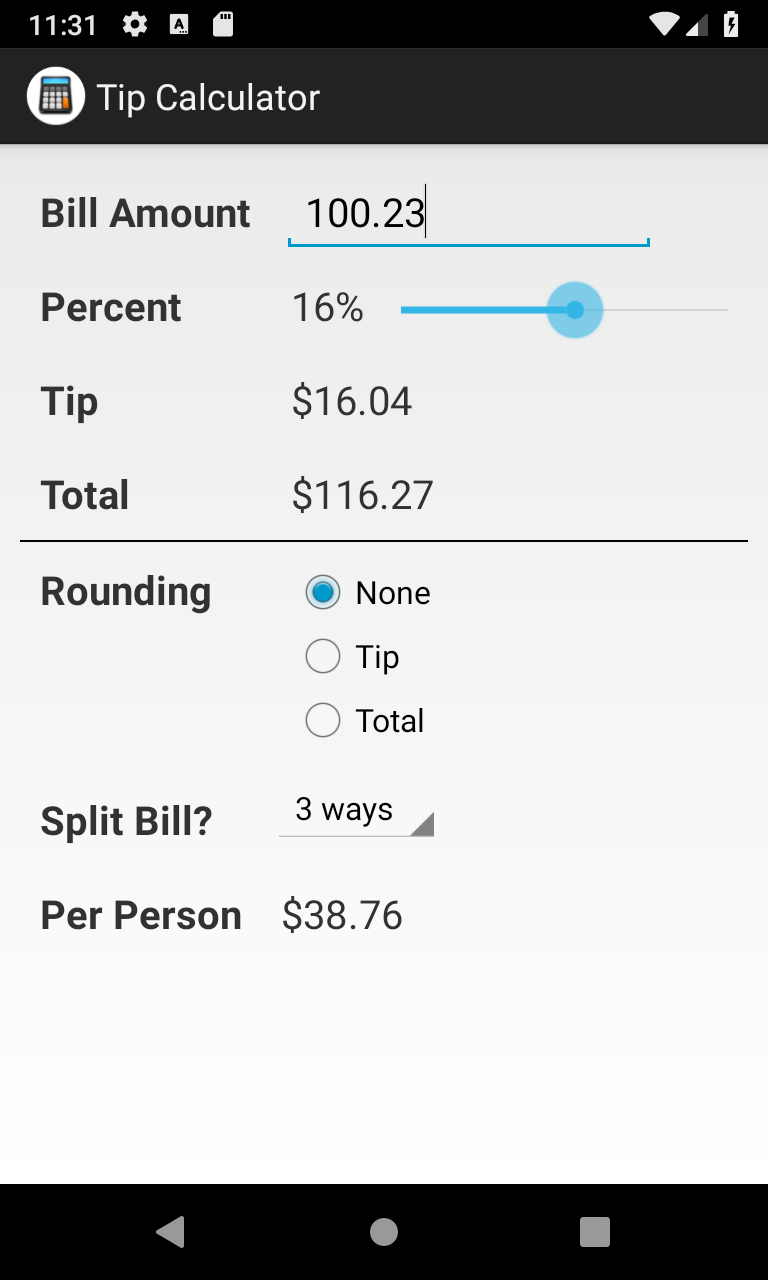 11:31
Tip Calculator
Bill Amount 100.23
Percent 16%
Tip $16.04
Total $116.27
Rounding None
Tip
Total
Split Bill? 3 ways
Per Person $38.76